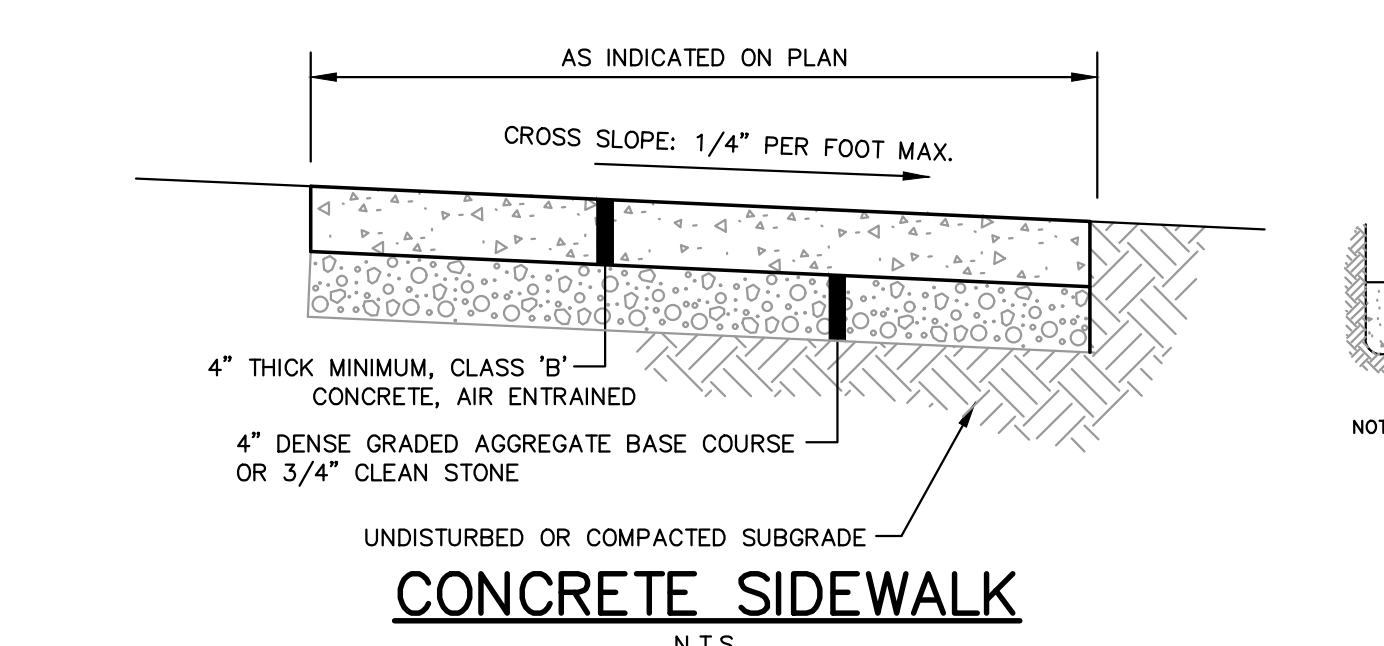 AS INDICATED ON PLAN
CROSS SLOPE: 1/4" PER FOOT MAX.
4" THICK MINIMUM, CLASS 'B'
CONCRETE, AIR ENTRAINED
4" DENSE GRADED AGGREGATE BASE COURSE
OR 3/4" CLEAN STONE
UNDISTURBED OR COMPACTED SUBGRADE
CONCRETE SIDEWALK
N.T.S.